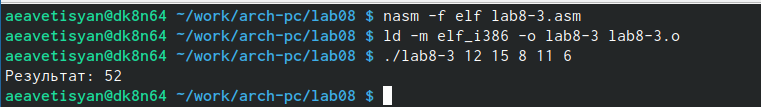 aeavetisyan@dk8n64 ~/work/arch-pc/lab08 $ nasm -f elf lab8-3.asm
aeavetisyan@dk8n64 ~/work/arch-pc/lab08 $ ld -m elf_i386 -o lab8-3 lab8-3.o
aeavetisyan@dk8n64 ~/work/arch-pc/lab08 $ ./lab8-3 12 15 8 11 6
Результат: 52
aeavetisyan@dk8n64 ~/work/arch-pc/lab08 $